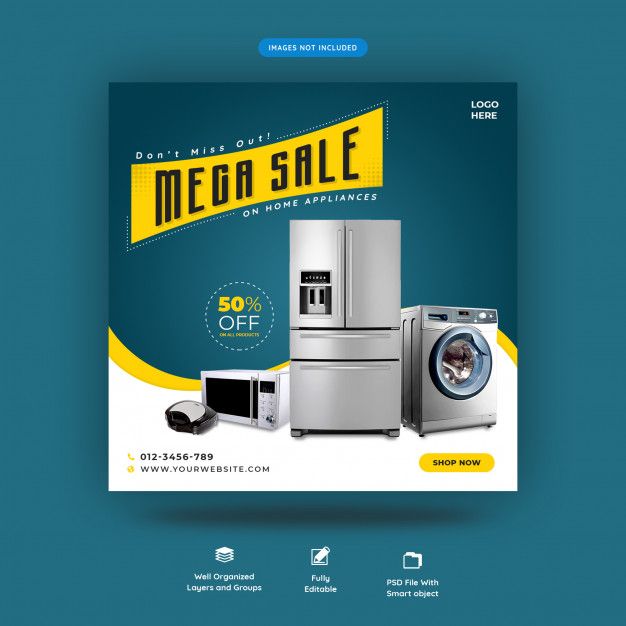 IMAGES NOT INCLUDED
LOGO
HERE
Don't Miss Out!
MEGA SALE
ON HOME APPLIANCES
50%
OFF
ON ALL PRODUCTS
012-3456-789
WWW.YOURWEBSITE.COM
SHOP NOW
Well Organized
Layers and Groups
Fully
Editable
PSD File With
Smart object